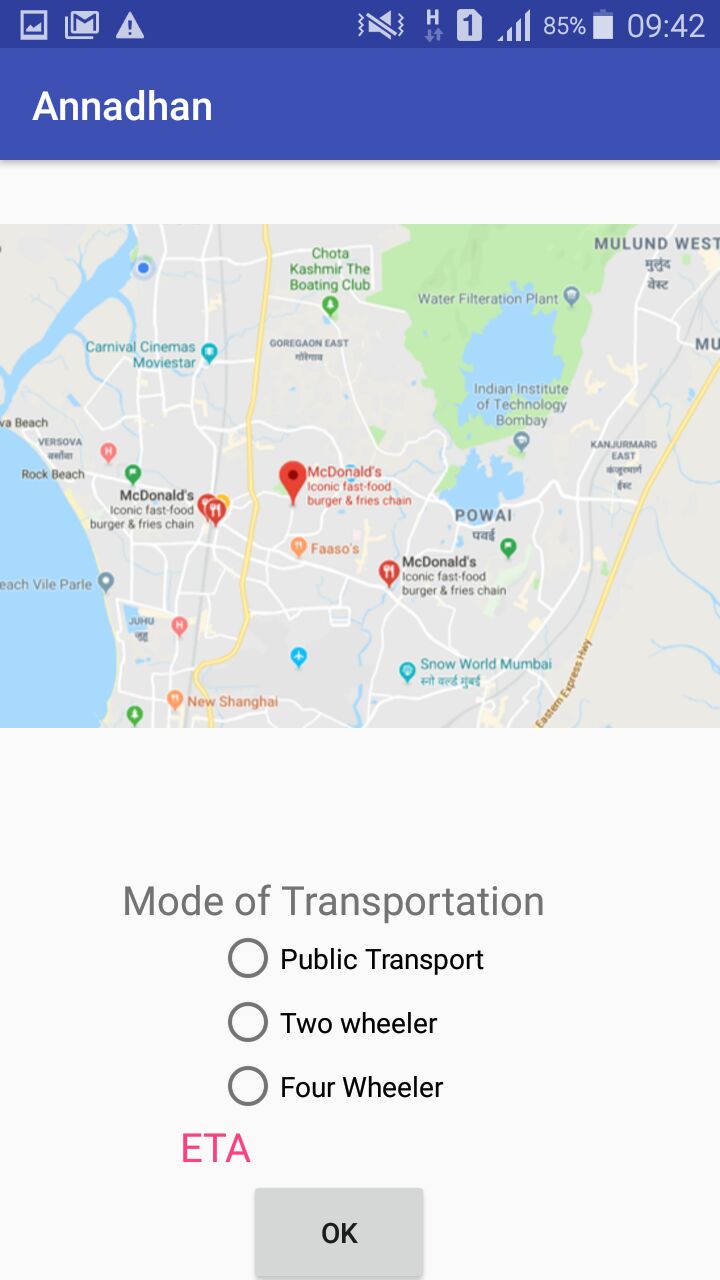 H 1 85% 09:42
Annadhan
MULUND WEST
मुलुंद
वेस्ट
Chota
Kashmir The
Boating Club
Water Filteration Plant
GOREGAON EAST
गोरेगाव
Carnival Cinemas
Moviestar
MU
Indian Institute
of Technology
Bombay
va Beach
VERSOVA
वर्सोवा
Rock Beach
H
KANJURMARG
EAST
कंजूरमार्ग
ईस्ट
McDonald's
Iconic fast-food
burger & fries chain
McDonald's
Iconic fast-food
burger & fries chain
POWAI
पवई
Faaso's
McDonald's
Iconic fast-food
burger & fries chain
each Vile Parle
JUHU
जुहू
H
Snow World Mumbai
स्नो वर्ल्ड मुंबई
New Shanghai
Eastern Express Hwy
Mode of Transportation
Public Transport
Two wheeler
Four Wheeler
ETA
OK